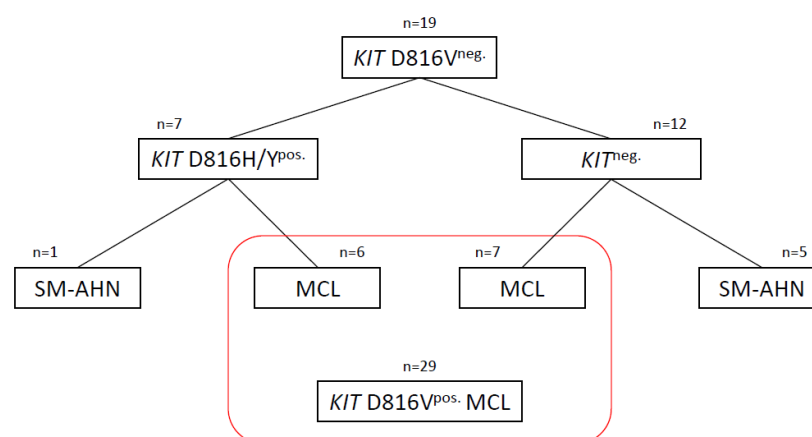 n=19
KIT D816Vneg.
n=7
n=12
KIT D816H/Ypos.
KITneg.
n=1
n=6
n=7
n=5
SM-AHN
MCL
MCL
SM-AHN
n=29
KIT D816Vpos. MCL